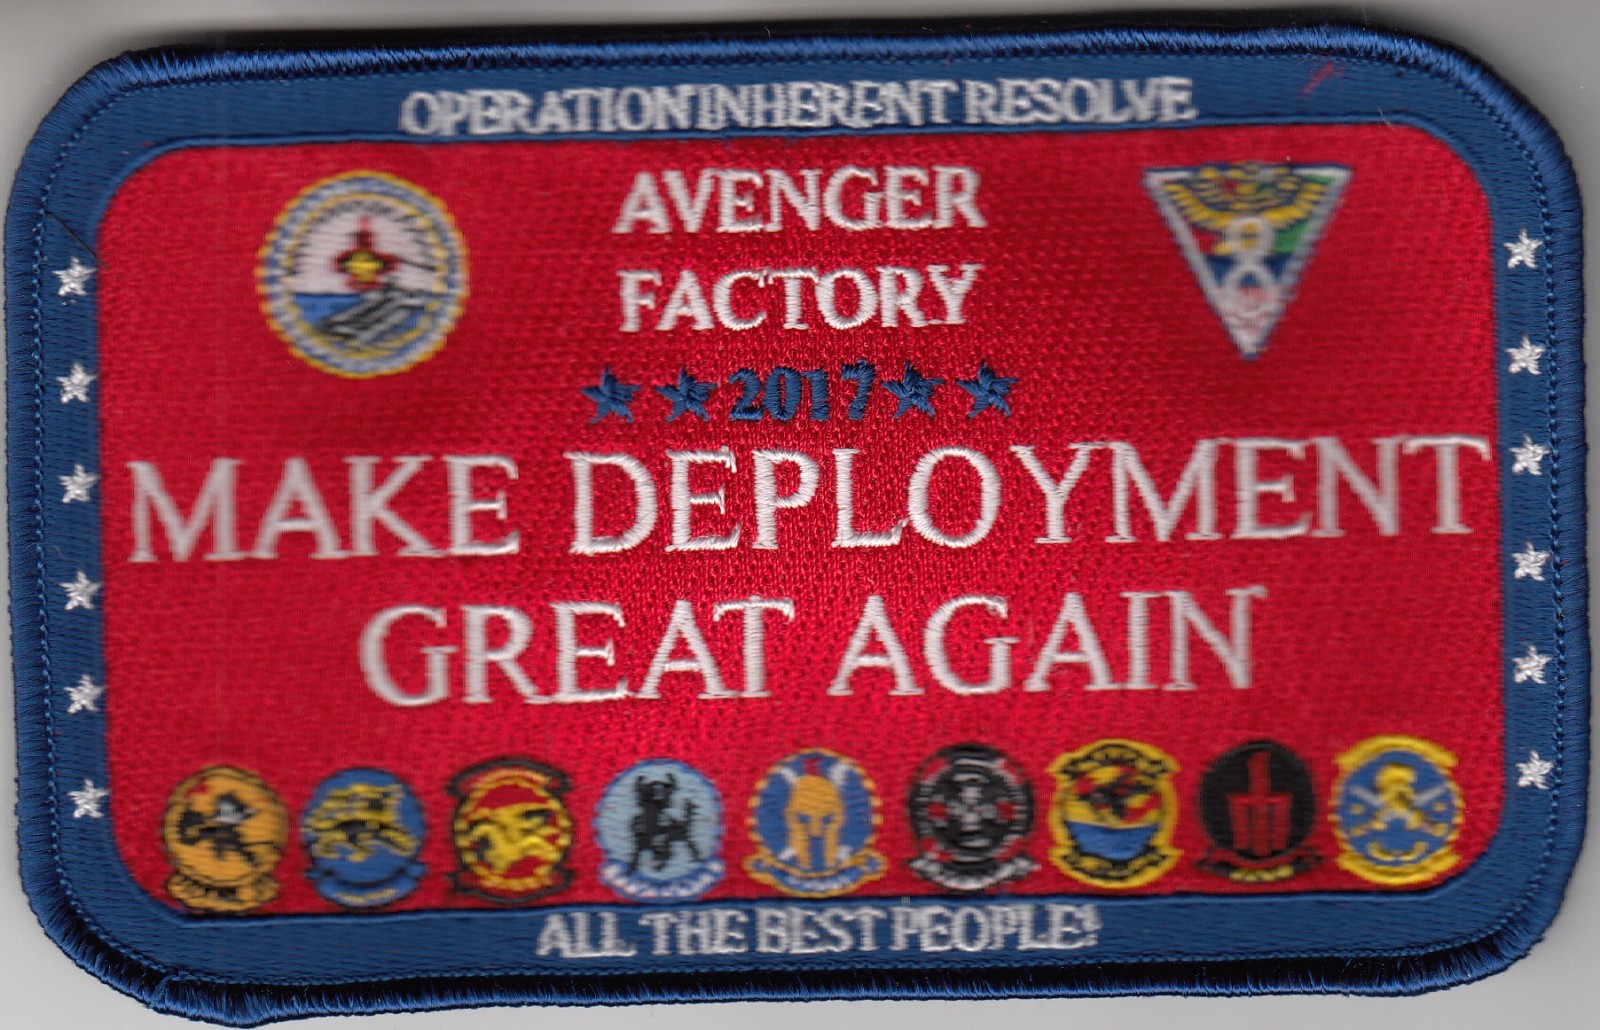 OPERATION INHERENT RESOLVE
AVENGER
FACTORY
2017
MAKE DEPLOYMENT
GREAT AGAIN
ALL THE BEST PEOPLE!